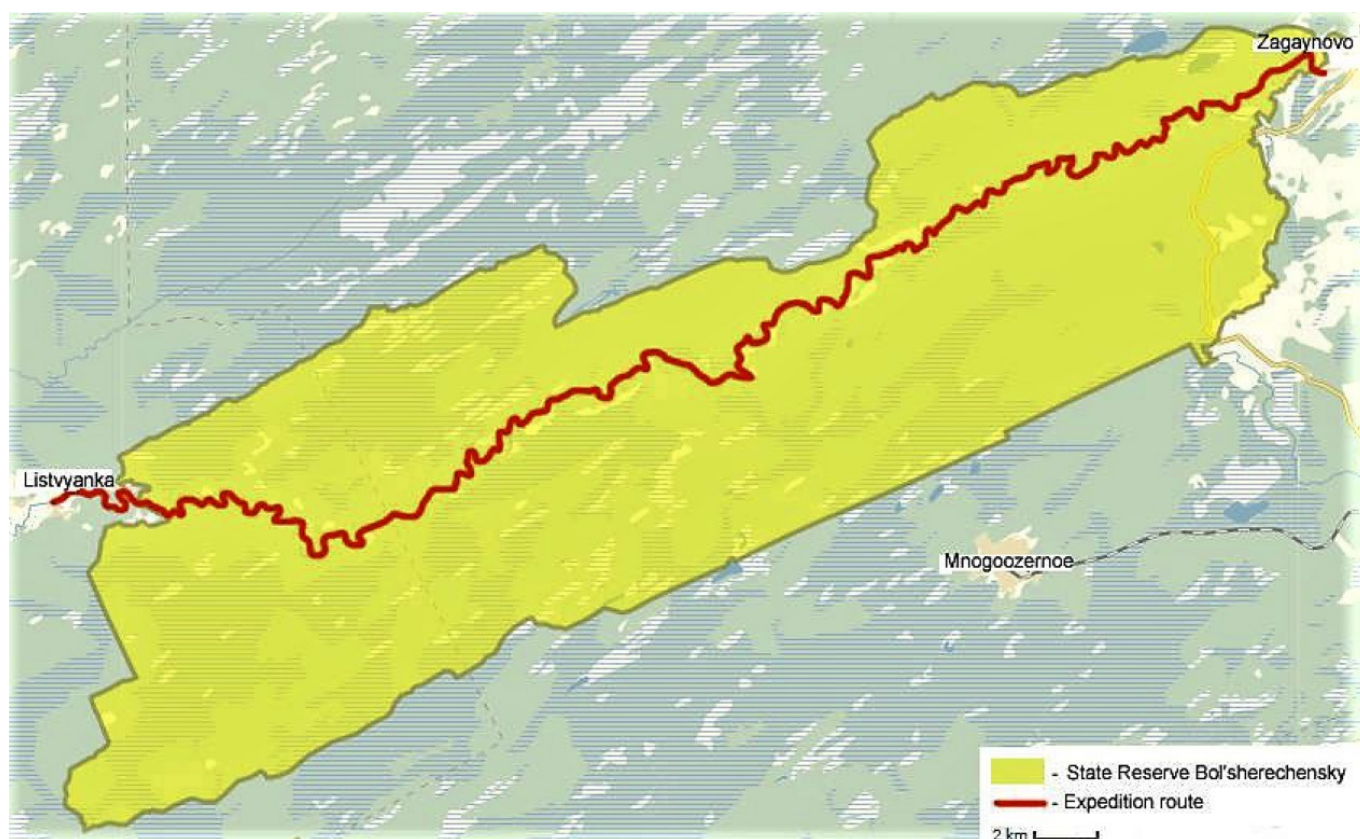 Zagaynovo
Listvyanka
Mnogoozernoe
- State Reserve Bol'sherechensky
- Expedition route
2 km